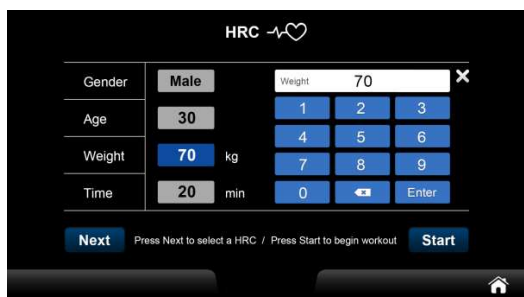 HRC
Gender Male
Weight 70
Age 30
1 2 3
4 5 6
Weight 70 kg
7 8 9
Time 20 min
0 Enter
Next Press Next to select a HRC / Press Start to begin workout Start